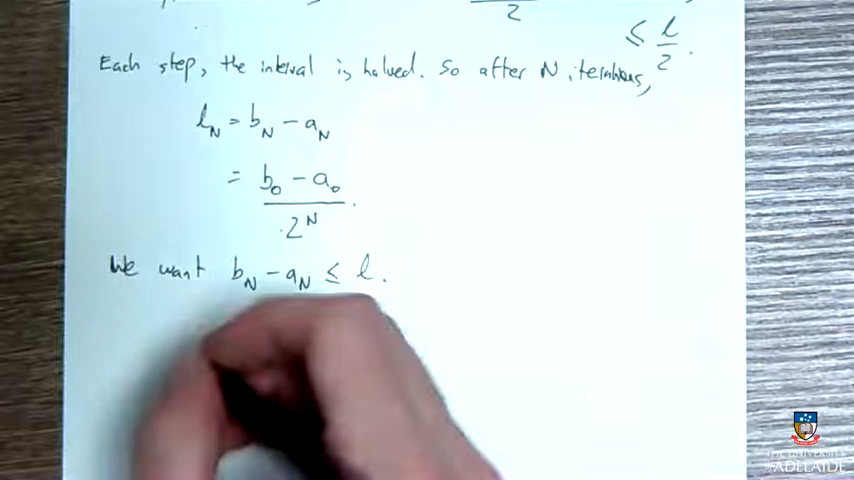 2
≤ l/2.
Each step, the interval is halved. So after N iterations,
l_N = b_N - a_N
= (b_0 - a_0)/2^N.
We want b_N - a_N ≤ l.
THE UNIVERSITY
of ADELAIDE